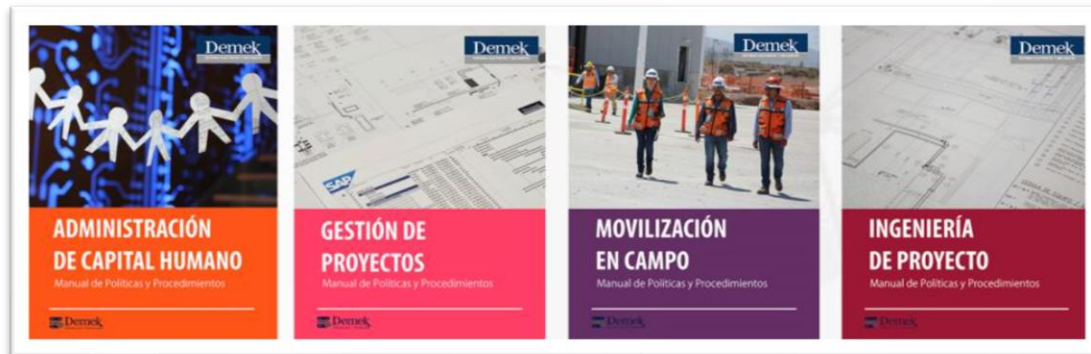 Demek
ADMINISTRACIÓN
DE CAPITAL HUMANO
Manual de Políticas y Procedimientos
Demek
Demek
SAP
GESTIÓN DE
PROYECTOS
Manual de Políticas y Procedimientos
Demek
Demek
MOVILIZACIÓN
EN CAMPO
Manual de Políticas y Procedimientos
Demek
Demek
INGENIERÍA
DE PROYECTO
Manual de Políticas y Procedimientos
Demek